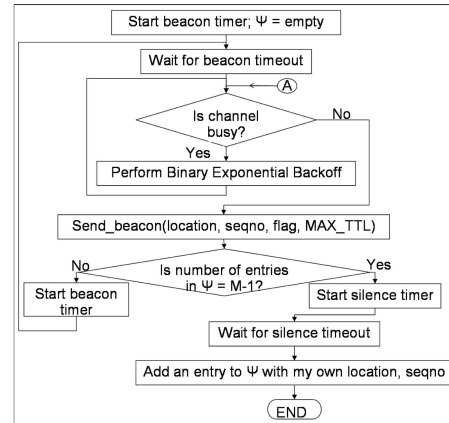 Start beacon timer; Ψ = empty
Wait for beacon timeout
A
Is channel
busy?
No
Yes
Perform Binary Exponential Backoff
Send_beacon(location, seqno, flag, MAX_TTL)
No
Is number of entries
in Ψ = M-1?
Yes
Start beacon
timer
Start silence timer
Wait for silence timeout
Add an entry to Ψ with my own location, seqno
END